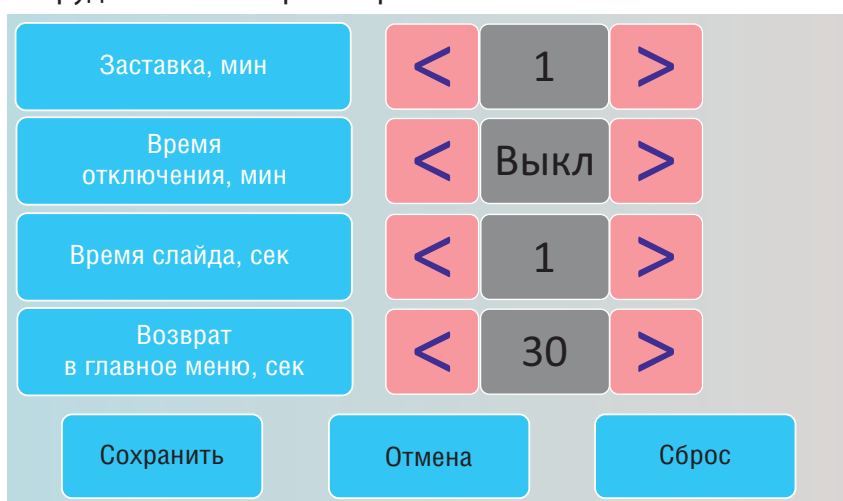 Заставка, мин
< 1 >
Время
отключения, мин
< Выкл >
Время слайда, сек
< 1 >
Возврат
в главное меню, сек
< 30 >
Сохранить Отмена Сброс